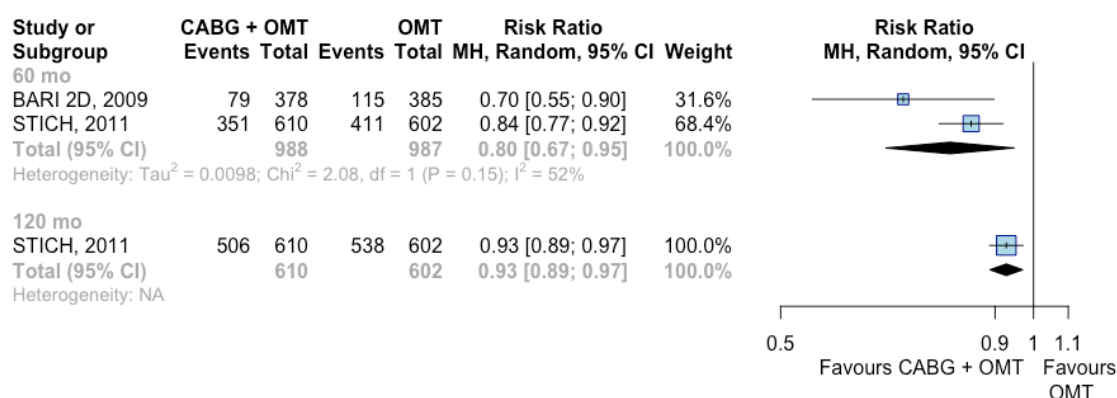 Study or CABG + OMT OMT Risk Ratio Risk Ratio
Subgroup Events Total Events Total MH, Random, 95% CI Weight MH, Random, 95% CI
60 mo
BARI 2D, 2009 79 378 115 385 0.70 [0.55; 0.90] 31.6%
STICH, 2011 351 610 411 602 0.84 [0.77; 0.92] 68.4%
Total (95% CI) 988 987 0.80 [0.67; 0.95] 100.0%
Heterogeneity: Tau² = 0.0098; Chi² = 2.08, df = 1 (P = 0.15); I² = 52%
120 mo
STICH, 2011 506 610 538 602 0.93 [0.89; 0.97] 100.0%
Total (95% CI) 610 602 0.93 [0.89; 0.97] 100.0%
Heterogeneity: NA
0.5 0.9 1 1.1
Favours CABG + OMT Favours
OMT